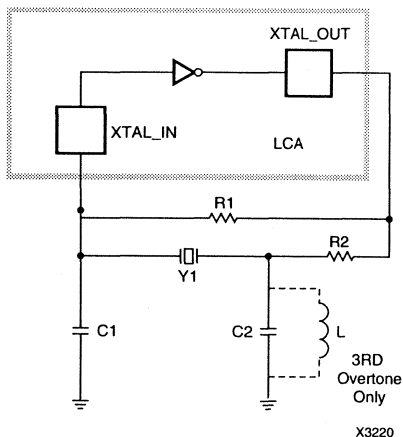 XTAL_OUT
XTAL_IN
LCA
R1
R2
Y1
C1
C2
L
3RD
Overtone
Only
X3220